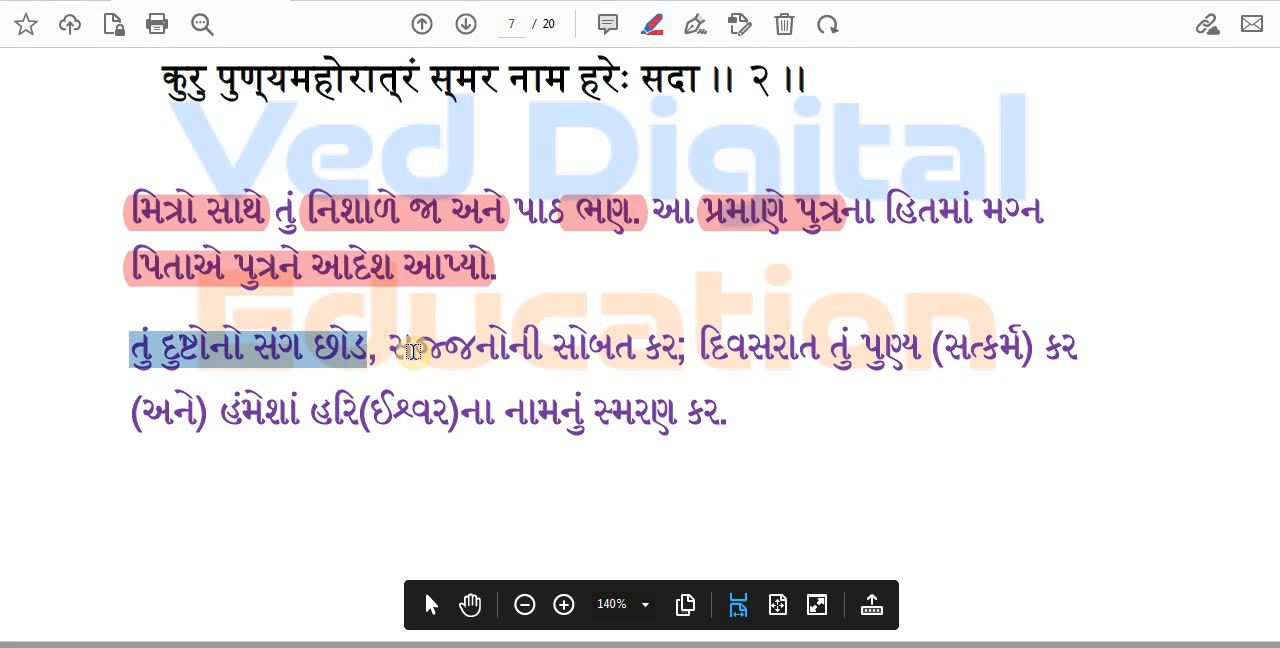 7 / 20
कुरु पुण्यमहोरात्रं स्मर नाम हरेः सदा ।। २ ।।
Ved Digital
મિત્રો સાથે તું નિશાળે જા અને પાઠ ભણ. આ પ્રમાણે પુત્રના હિતમાં મગ્ન
પિતાએ પુત્રને આદેશ આપ્યો.
Education
તું દુષ્ટોનો સંગ છોડ, સજ્જનોની સોબત કર; દિવસરાત તું પુણ્ય (સત્કર્મ) કર
(અને) હંમેશાં હરિ(ઈશ્વર)ના નામનું સ્મરણ કર.
140%